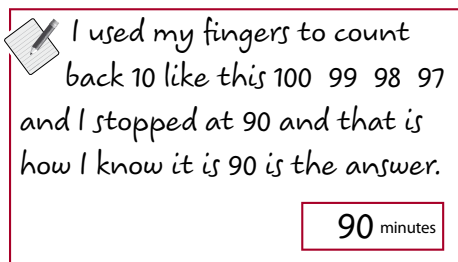 I used my fingers to count
back 10 like this 100 99 98 97
and I stopped at 90 and that is
how I know it is 90 is the answer.
90 minutes